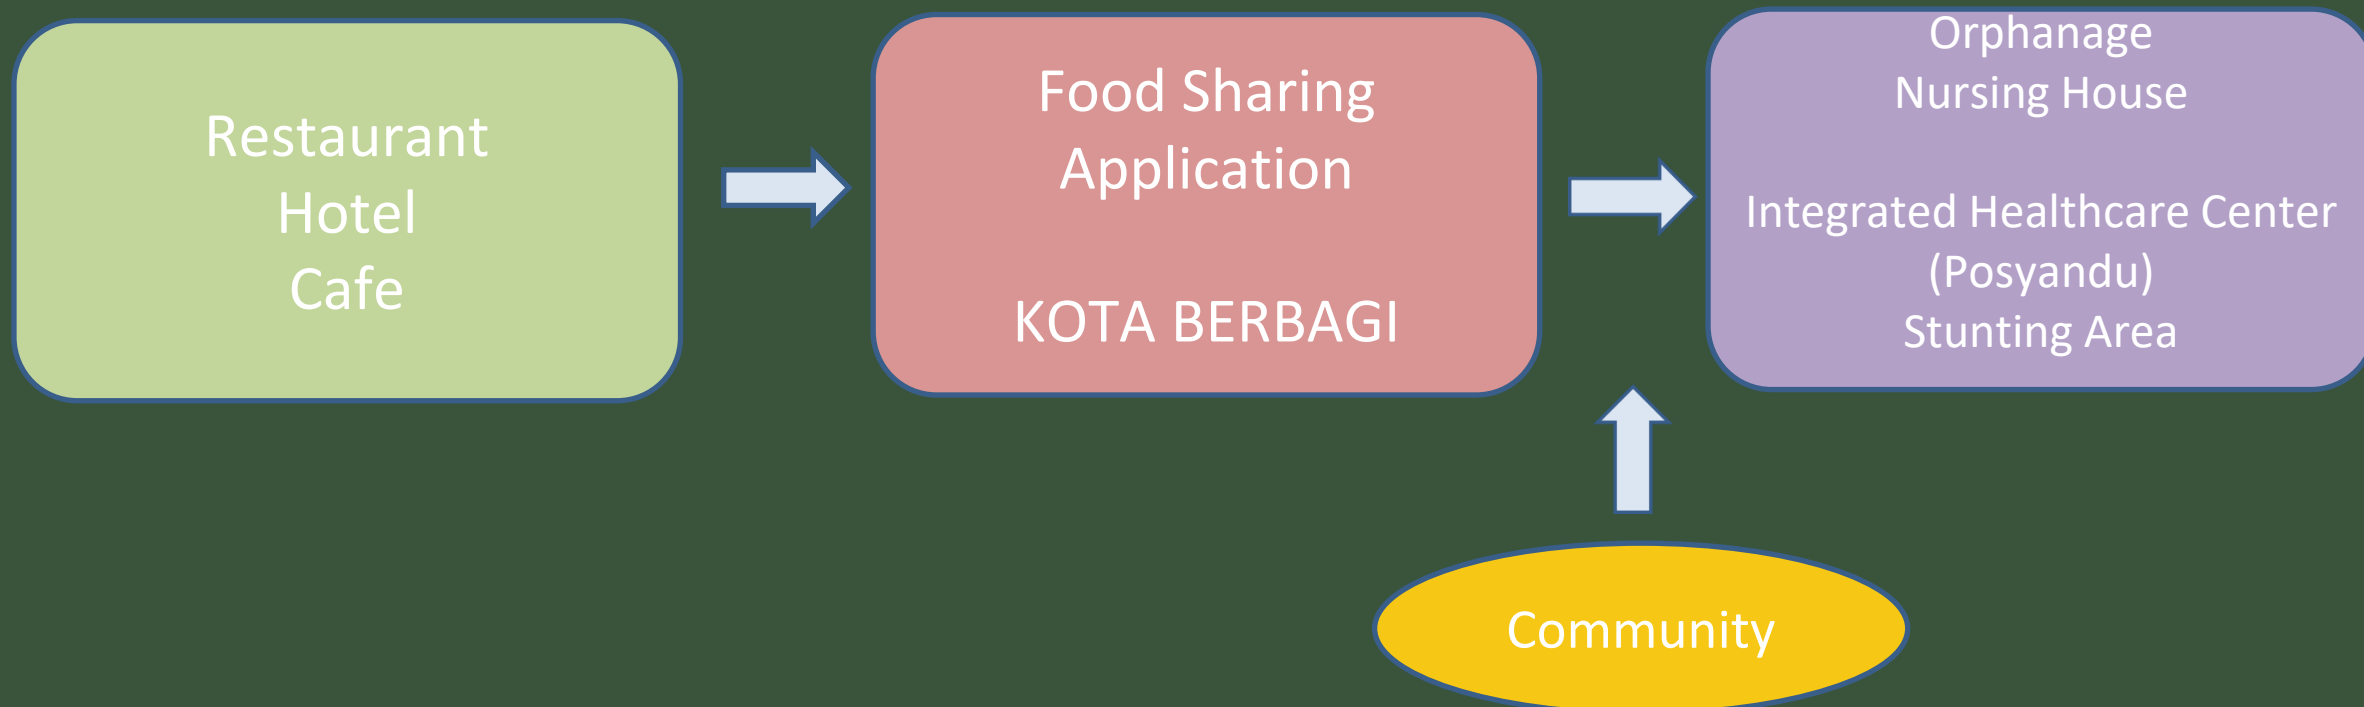 Restaurant
Hotel
Cafe
Food Sharing
Application
KOTA BERBAGI
Orphanage
Nursing House
Integrated Healthcare Center
(Posyandu)
Stunting Area
Community